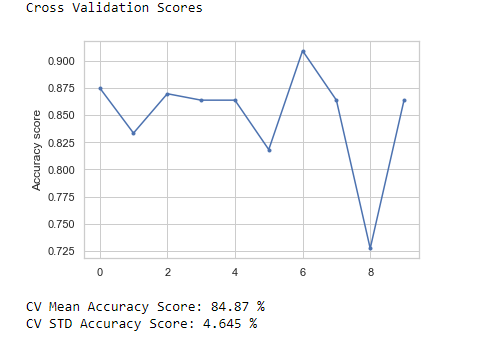 Cross Validation Scores
0.900
0.875
0.850
0.825
0.800
0.775
0.750
0.725
Accuracy score
0 2 4 6 8
CV Mean Accuracy Score: 84.87 %
CV STD Accuracy Score: 4.645 %